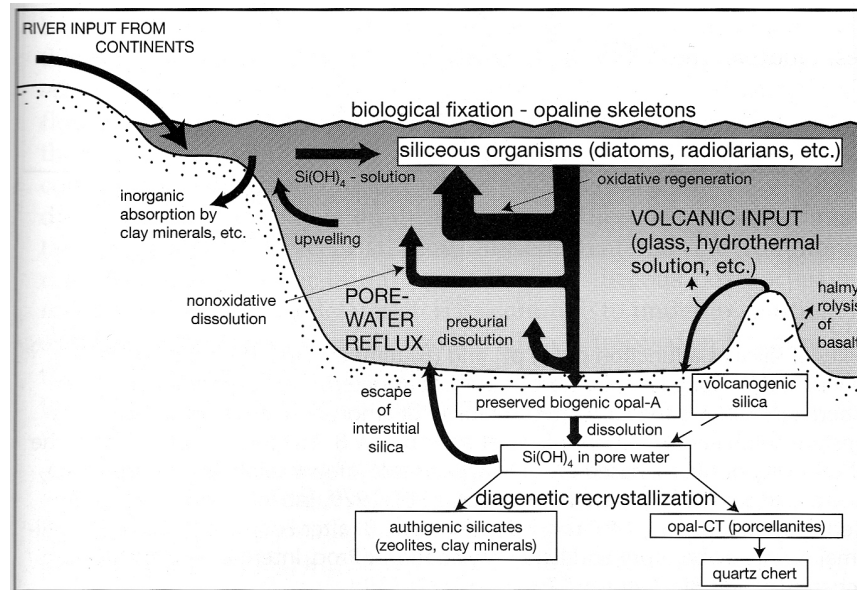 RIVER INPUT FROM
CONTINENTS
biological fixation - opaline skeletons
siliceous organisms (diatoms, radiolarians, etc.)
Si(OH)4 - solution
oxidative regeneration
inorganic
absorption by
clay minerals, etc.
upwelling
VOLCANIC INPUT
(glass, hydrothermal
solution, etc.)
nonoxidative
dissolution
PORE-
WATER
REFLUX
preburial
dissolution
halmy
rolysis
of
basalt
escape
of
interstitial
silica
preserved biogenic opal-A
volcanogenic
silica
dissolution
Si(OH)4 in pore water
diagenetic recrystallization
authigenic silicates
(zeolites, clay minerals)
opal-CT (porcellanites)
quartz chert